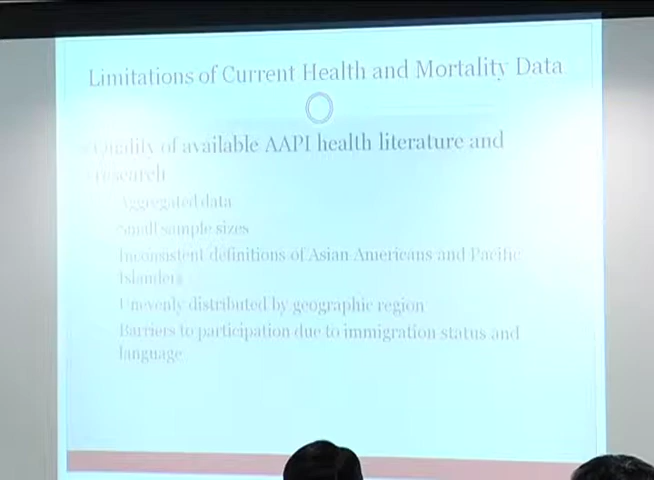 Limitations of Current Health and Mortality Data
Quality of available AAPI health literature and
research
Aggregated data
Small sample sizes
Inconsistent definitions of Asian Americans and Pacific
Islanders
Unevenly distributed by geographic region
Barriers to participation due to immigration status and
language